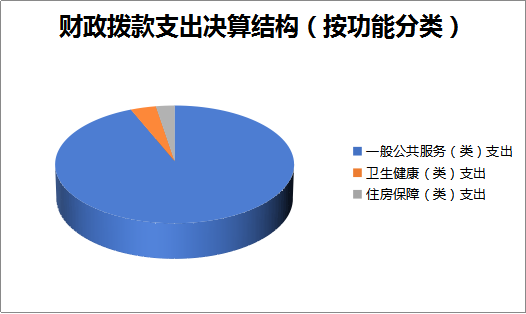 财政拨款支出决算结构（按功能分类）
一般公共服务（类）支出
卫生健康（类）支出
住房保障（类）支出